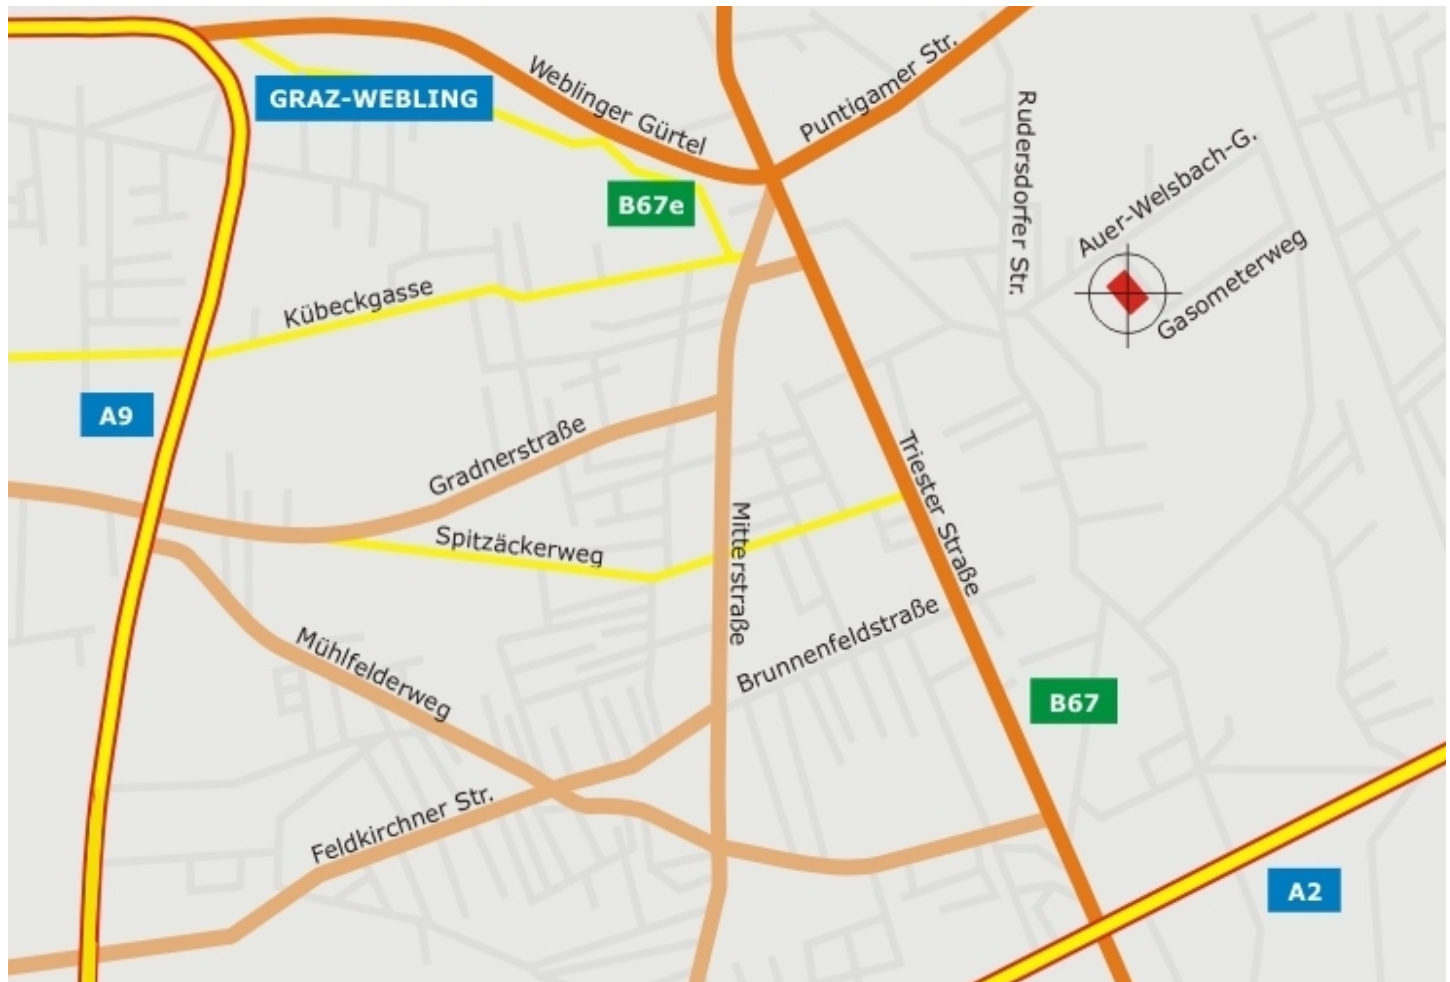 Puntigamer Str.
Weblinger Gürtel
GRAZ-WEBLING
Rudersdorfer Str.
Auer-Welsbach-G.
B67e
Gasometerweg
Kübeckgasse
A9
Gradnerstraße
Triester Straße
Mitterstraße
Spitzäckerweg
Brunnenfeldstraße
Mühlfelderweg
B67
Feldkirchner Str.
A2